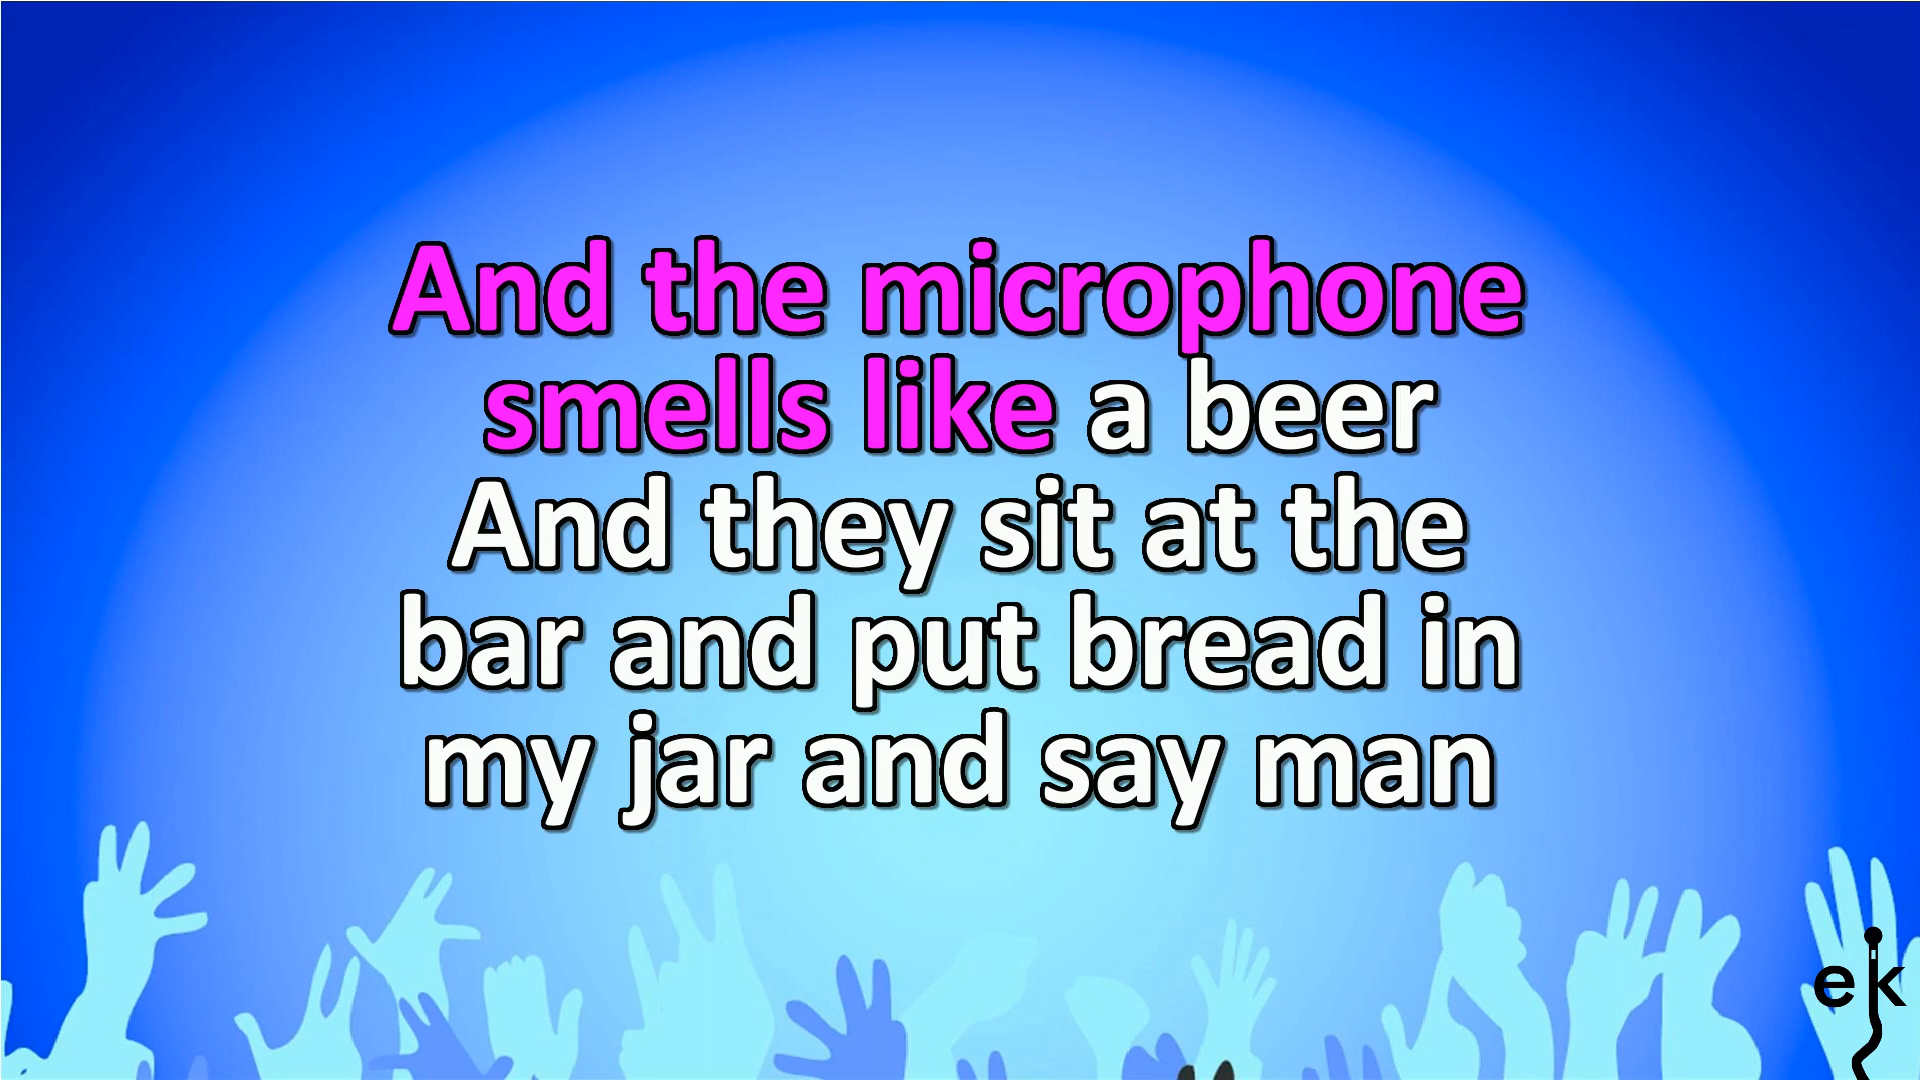 And the microphone
smells like a beer
And they sit at the
bar and put bread in
my jar and say man
ek